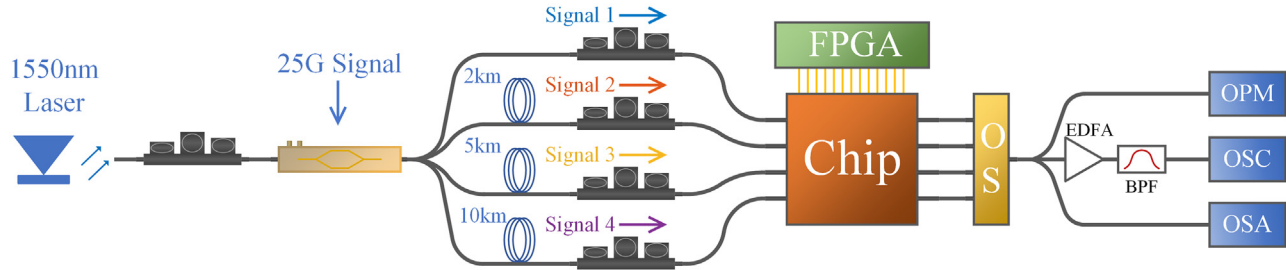 1550nm
Laser
25G Signal
Signal 1
2km
Signal 2
5km
Signal 3
10km
Signal 4
FPGA
Chip
OS
EDFA
BPF
OPM
OSC
OSA